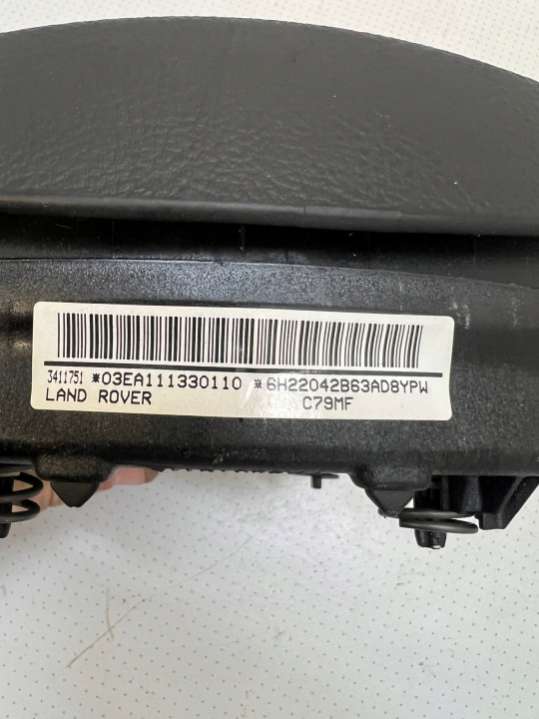 3411751 *03EA111330110 *6H22042B63AD8YPW
LAND ROVER C79MF